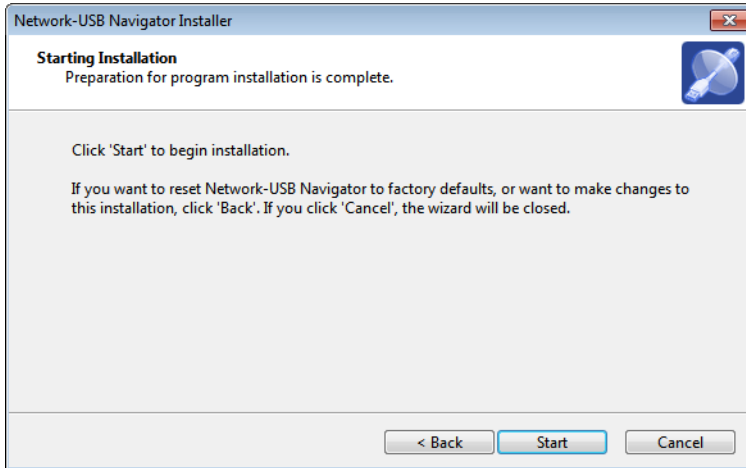 Network-USB Navigator Installer
Starting Installation
Preparation for program installation is complete.
Click 'Start' to begin installation.
If you want to reset Network-USB Navigator to factory defaults, or want to make changes to
this installation, click 'Back'. If you click 'Cancel', the wizard will be closed.
< Back Start Cancel